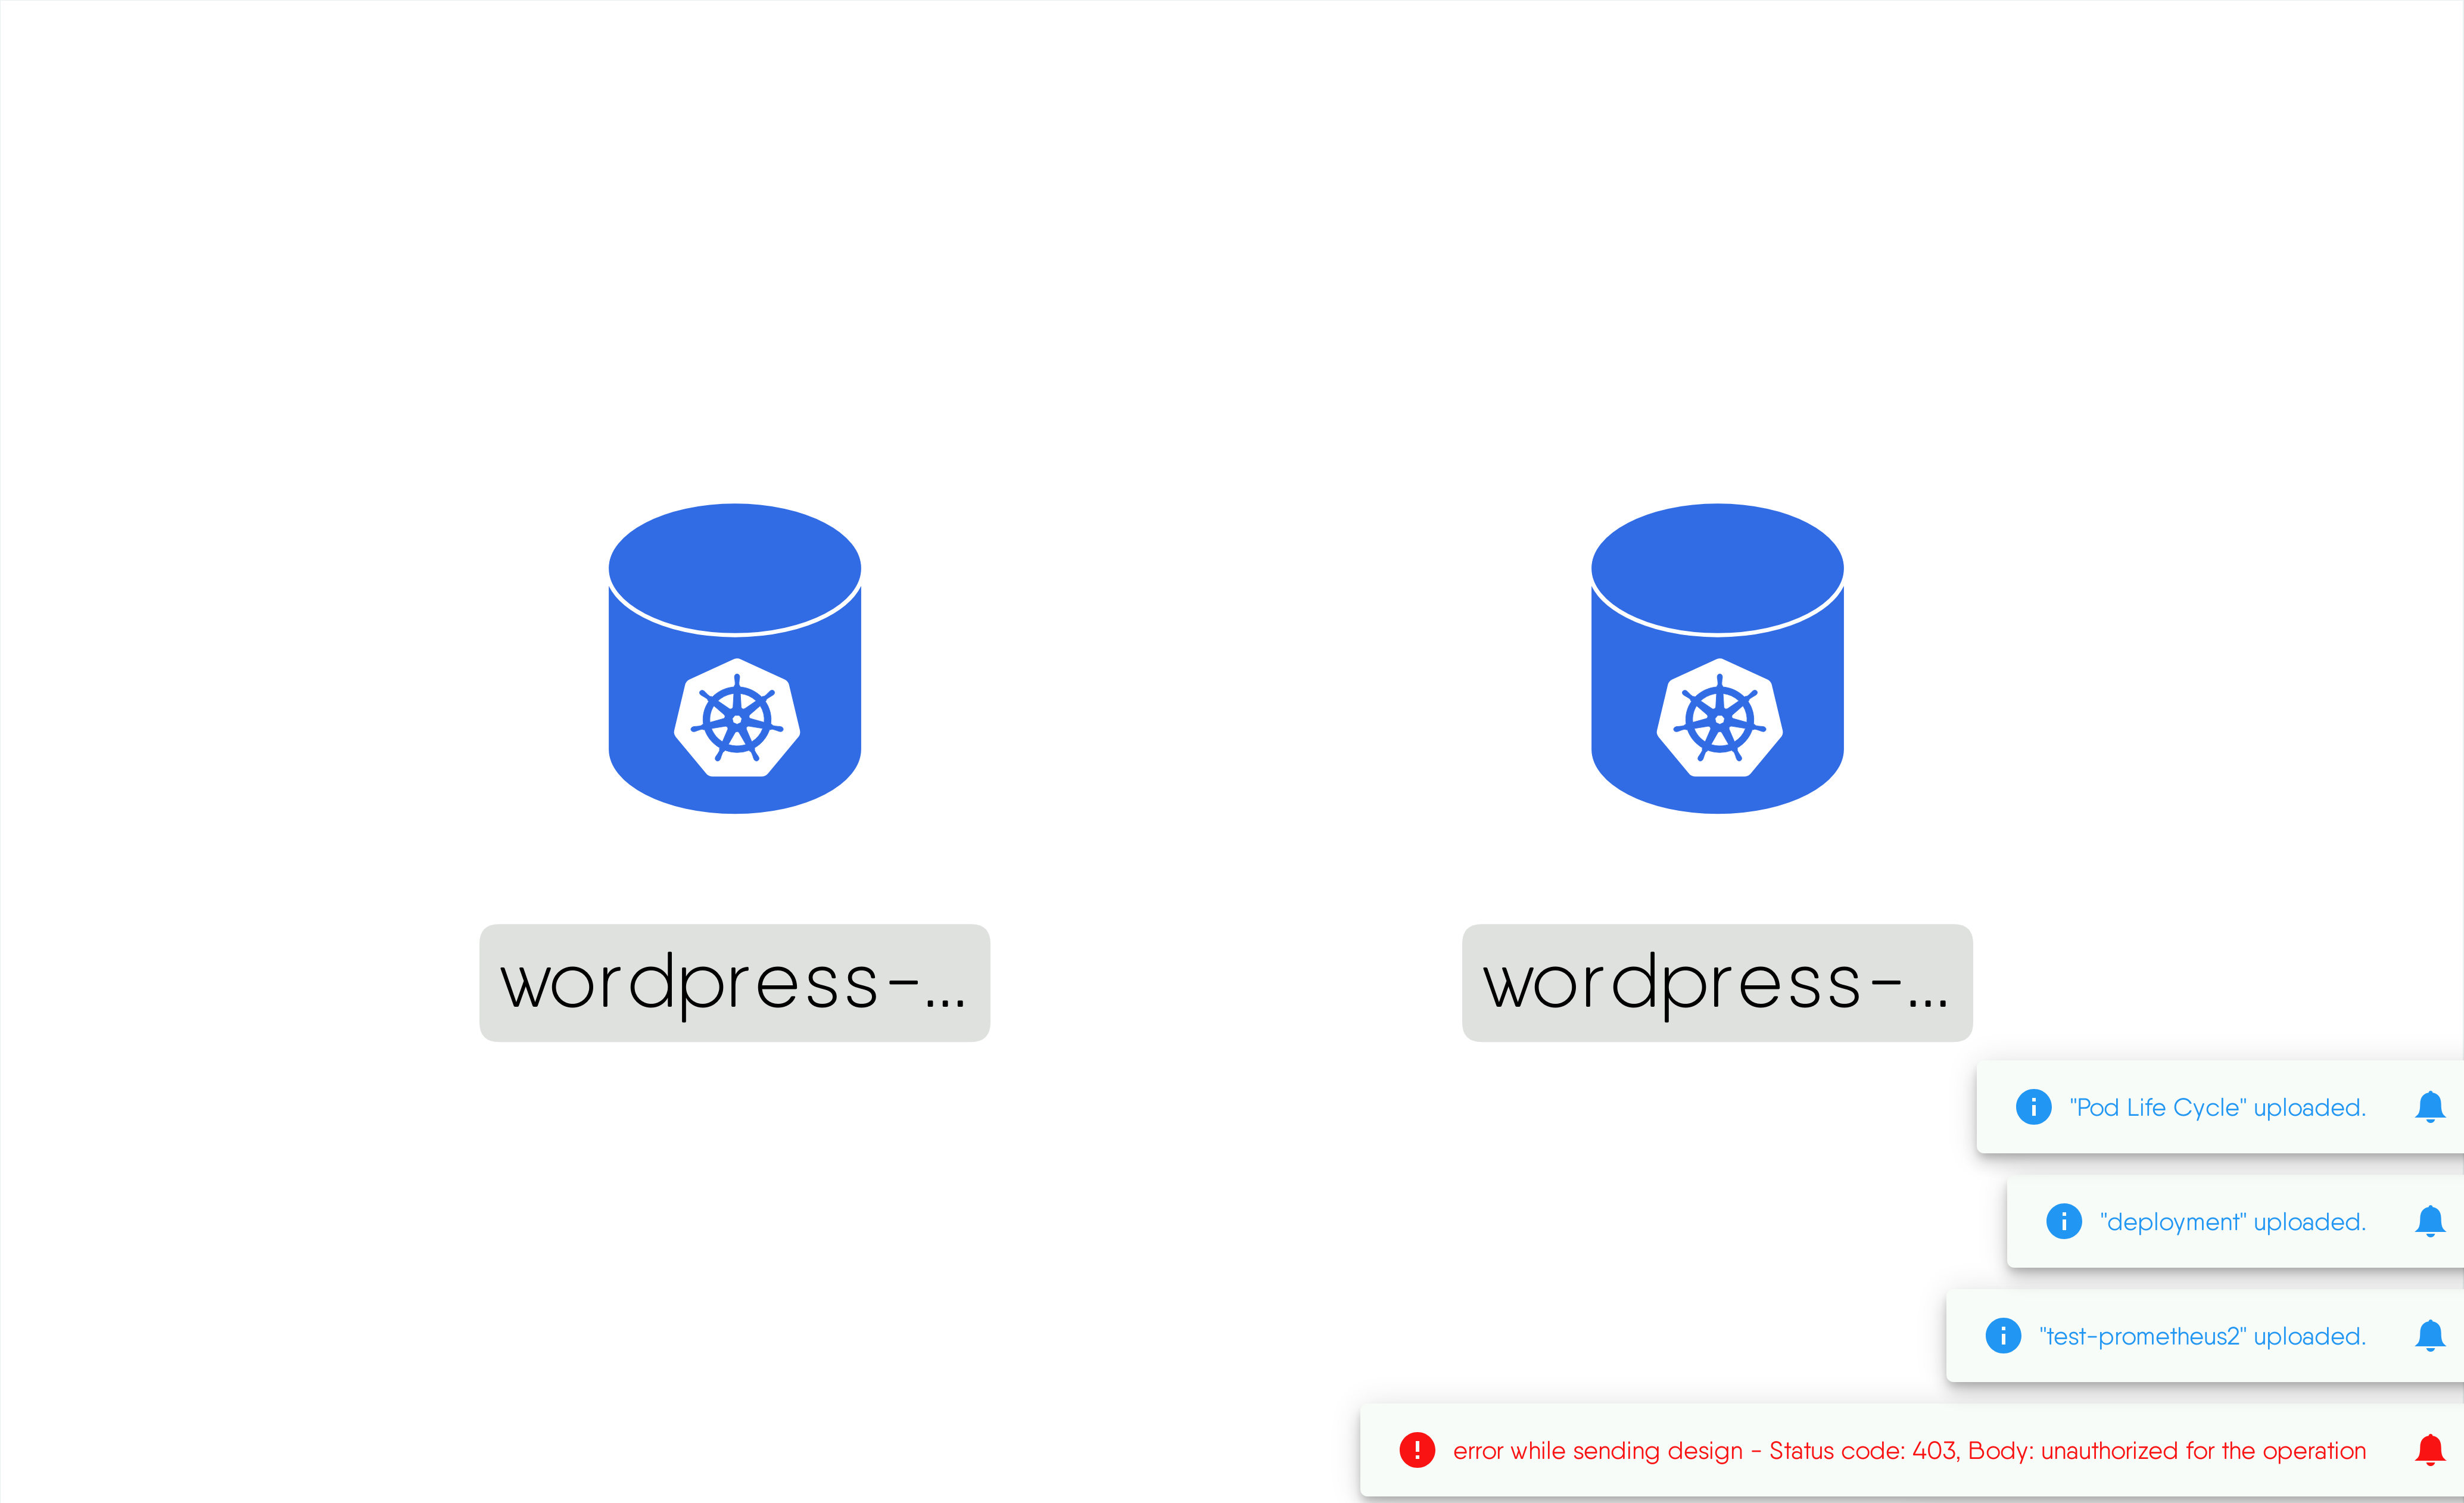 wordpress-...
wordpress-...
"Pod Life Cycle" uploaded.
"deployment" uploaded.
"test-prometheus2" uploaded.
error while sending design - Status code: 403, Body: unauthorized for the operation